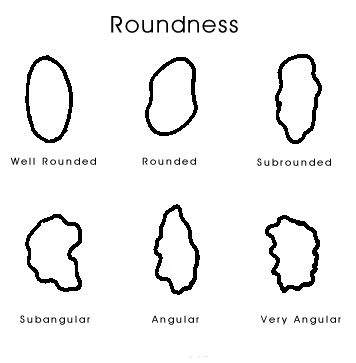 Roundness
Well Rounded
Rounded
Subrounded
Subangular
Angular
Very Angular